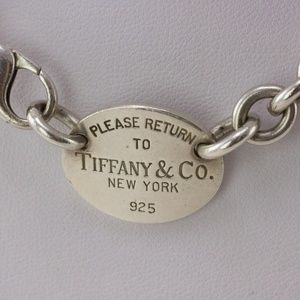 PLEASE RETURN
TO
TIFFANY & CO.
NEW YORK
925